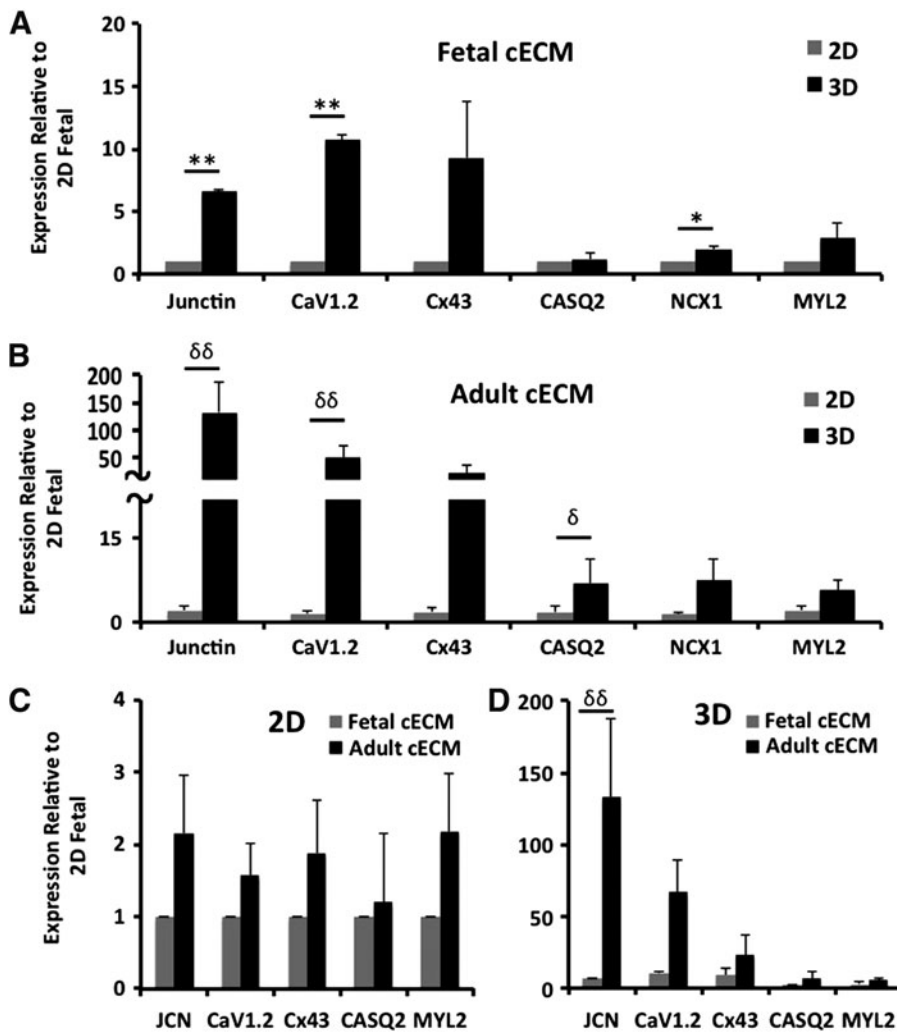 A
Fetal cECM
2D
3D
Expression Relative to
2D Fetal
20
15
10
5
0
**
**
*
Junctin CaV1.2 Cx43 CASQ2 NCX1 MYL2
B
Adult cECM
2D
3D
Expression Relative to
2D Fetal
200
150
100
50
15
0
δδ
δδ
δ
Junctin CaV1.2 Cx43 CASQ2 NCX1 MYL2
C
2D
Fetal cECM
Adult cECM
Expression Relative to
2D Fetal
4
3
2
1
0
JCN CaV1.2 Cx43 CASQ2 MYL2
D
3D
Fetal cECM
Adult cECM
200
150
100
50
0
δδ
JCN CaV1.2 Cx43 CASQ2 MYL2